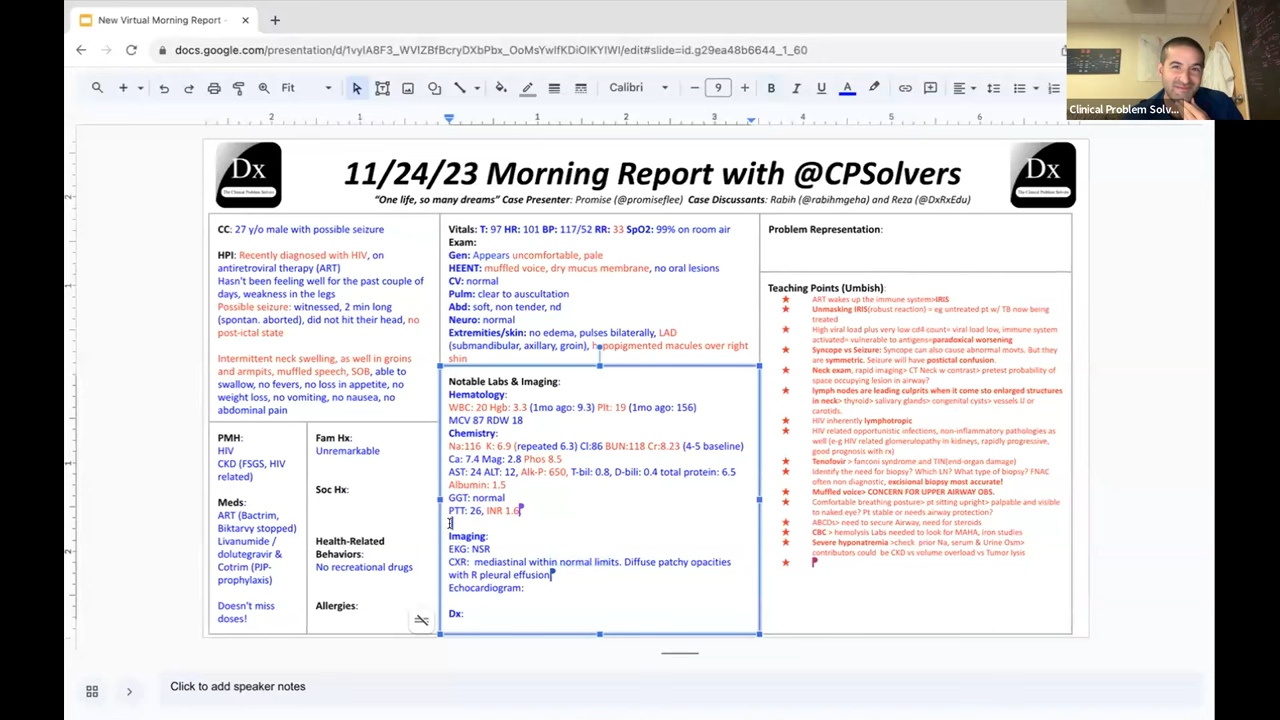 New Virtual Morning Report -
docs.google.com/presentation/d/1vylA8F3_WVlZBfBcryDXbPbx_OoMsYwlfKDiOlKYIWI/edit#slide=id.g29ea48b6644_1_60
Fit
Calibri
9
Clinical Problem Solv...
2 1 1 2 3 4 5 6
Dx
The Clinical Problem Solvers
11/24/23 Morning Report with @CPSolvers
"One life, so many dreams" Case Presenter: Promise (@promiseflee) Case Discussants: Rabih (@rabihmgeha) and Reza (@DxRxEdu)
Dx
The Clinical Problem Solvers
CC: 27 y/o male with possible seizure
HPI: Recently diagnosed with HIV, on
antiretroviral therapy (ART)
Hasn't been feeling well for the past couple of
days, weakness in the legs
Possible seizure: witnessed, 2 min long
(spontan. aborted), did not hit their head, no
post-ictal state
Intermittent neck swelling, as well in groins
and armpits, muffled speech, SOB, able to
swallow, no fevers, no loss in appetite, no
weight loss, no vomiting, no nausea, no
abdominal pain
PMH:
HIV
CKD (FSGS, HIV
related)
Meds:
ART (Bactrim,
Biktarvy stopped)
Livanumide /
dolutegravir &
Cotrim (PJP-
prophylaxis)
Doesn't miss
doses!
Fam Hx:
Unremarkable
Soc Hx:
Health-Related
Behaviors:
No recreational drugs
Allergies:
Vitals: T: 97 HR: 101 BP: 117/52 RR: 33 SpO2: 99% on room air
Exam:
Gen: Appears uncomfortable, pale
HEENT: muffled voice, dry mucus membrane, no oral lesions
CV: normal
Pulm: clear to auscultation
Abd: soft, non tender, nd
Neuro: normal
Extremities/skin: no edema, pulses bilaterally, LAD
(submandibular, axillary, groin), hypopigmented macules over right
shin
Notable Labs & Imaging:
Hematology:
WBC: 20 Hgb: 3.3 (1mo ago: 9.3) Plt: 19 (1mo ago: 156)
MCV 87 RDW 18
Chemistry:
Na:116 K: 6.9 (repeated 6.3) Cl:86 BUN:118 Cr:8.23 (4-5 baseline)
Ca: 7.4 Mag: 2.8 Phos 8.5
AST: 24 ALT: 12, Alk-P: 650, T-bil: 0.8, D-bili: 0.4 total protein: 6.5
Albumin: 1.5
GGT: normal
PTT: 26, INR 1.6
Imaging:
EKG: NSR
CXR: mediastinal within normal limits. Diffuse patchy opacities
with R pleural effusion
Echocardiogram:
Dx:
Problem Representation:
Teaching Points (Umbish):
★ ART wakes up the immune system>IRIS
★ Unmasking IRIS(robust reaction) = eg untreated pt w/ TB now being
treated
★ High viral load plus very low cd4 count= viral load low, immune system
activated= vulnerable to antigens=paradoxical worsening
★ Syncope vs Seizure: Syncope can also cause abnormal movts. But they
are symmetric. Seizure will have postictal confusion.
★ Neck exam, rapid imaging> CT Neck w contrast> pretest probability of
space occupying lesion in airway?
★ lymph nodes are leading culprits when it come sto enlarged structures
in neck> thyroid> salivary glands> congenital cysts> vessels IJ or
carotids.
★ HIV inherently lymphotropic
★ HIV related opportunistic infections, non-inflammatory pathologies as
well (e-g HIV related glomerulopathy in kidneys, rapidly progressive,
good prognosis with rx)
★ Tenofovir > fanconi syndrome and TIN(end-organ damage)
★ Identify the need for biopsy? Which LN? What type of biopsy? FNAC
often non diagnostic, excisional biopsy most accurate!
★ Muffled voice> CONCERN FOR UPPER AIRWAY OBS.
★ Comfortable breathing posture> pt sitting upright> palpable and visible
to naked eye? Pt stable or needs airway protection?
★ ABCDs> need to secure Airway, need for steroids
★ CBC > hemolysis Labs needed to look for MAHA, iron studies
★ Severe hyponatremia >check prior Na, serum & Urine Osm>
contributors could be CKD vs volume overload vs Tumor lysis
★
Click to add speaker notes